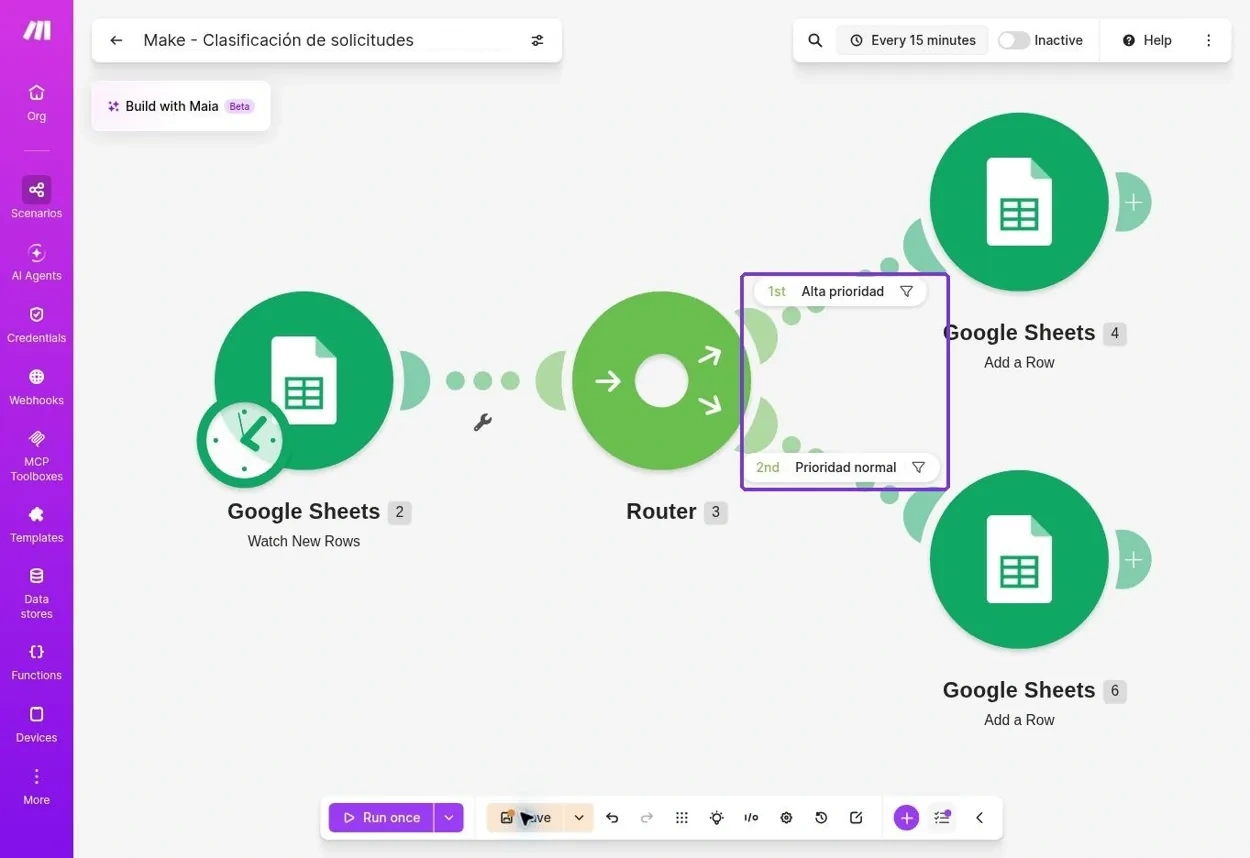 Make - Clasificación de solicitudes
Every 15 minutes
Inactive
Help
Build with Maia Beta
Org
Scenarios
AI Agents
Credentials
Webhooks
MCP
Toolboxes
Templates
Data
stores
Functions
Devices
More
1st Alta prioridad
2nd Prioridad normal
Google Sheets 4
Add a Row
Google Sheets 2
Watch New Rows
Router 3
Google Sheets 6
Add a Row
Run once